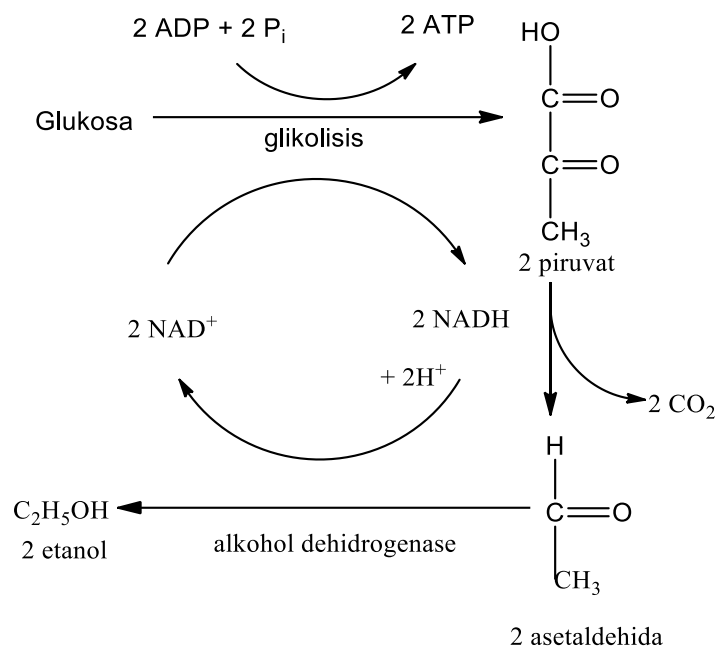 2 ADP + 2 Pᵢ
2 ATP
HO
C=O
Glukosa
glikolisis
C=O
CH₃
2 piruvat
2 NAD⁺
2 NADH
+ 2H⁺
2 CO₂
H
C₂H₅OH
C=O
2 etanol
alkohol dehidrogenase
CH₃
2 asetaldehida